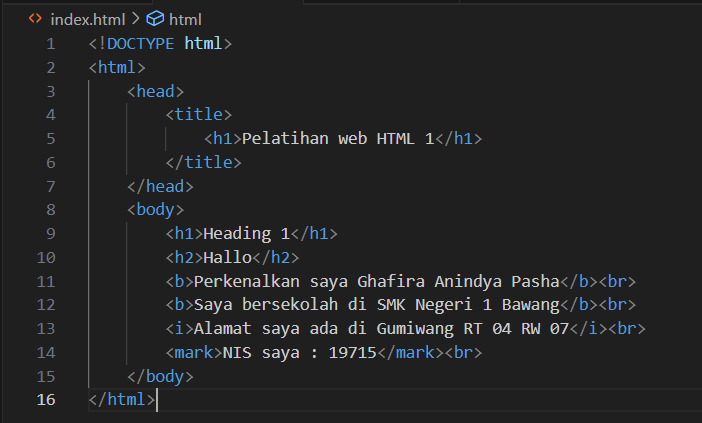 index.html > html
1 <!DOCTYPE html>
2 <html>
3     <head>
4         <title>
5             <h1>Pelatihan web HTML 1</h1>
6         </title>
7     </head>
8     <body>
9         <h1>Heading 1</h1>
10         <h2>Hallo</h2>
11         <b>Perkenalkan saya Ghafira Anindya Pasha</b><br>
12         <b>Saya bersekolah di SMK Negeri 1 Bawang</b><br>
13         <i>Alamat saya ada di Gumiwang RT 04 RW 07</i><br>
14         <mark>NIS saya : 19715</mark><br>
15     </body>
16 </html>